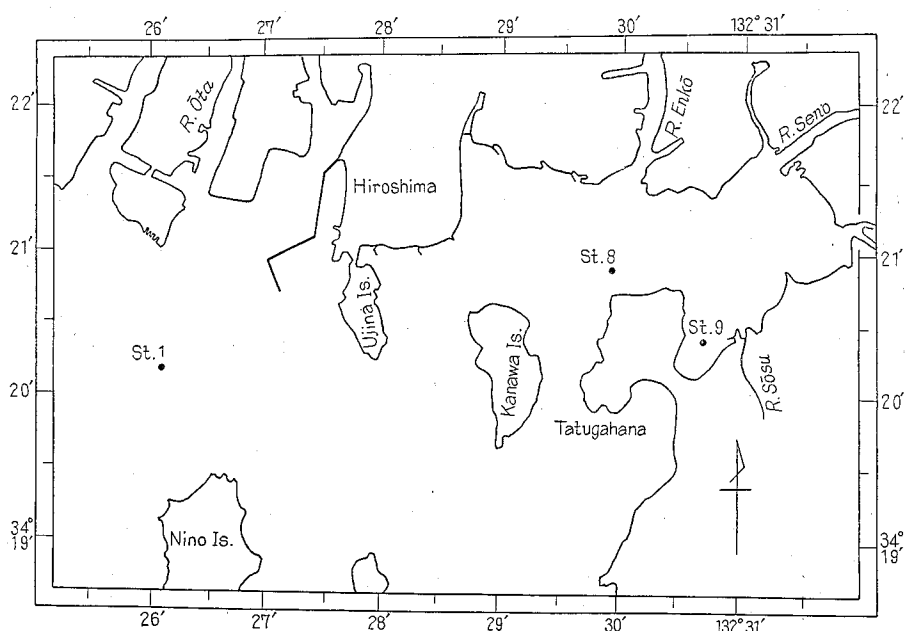 26' 27' 28' 29' 30' 132° 31'
22' 22'
R. Ōta
R. Enkō
R. Seno
Hiroshima
21' 21'
St.8
Ujina Is.
St.9
St.1
Kanawa Is.
R. Sōsu
20' 20'
Tatugahana
34° 19' 34° 19'
Nino Is.
26' 27' 28' 29' 30' 132° 31'